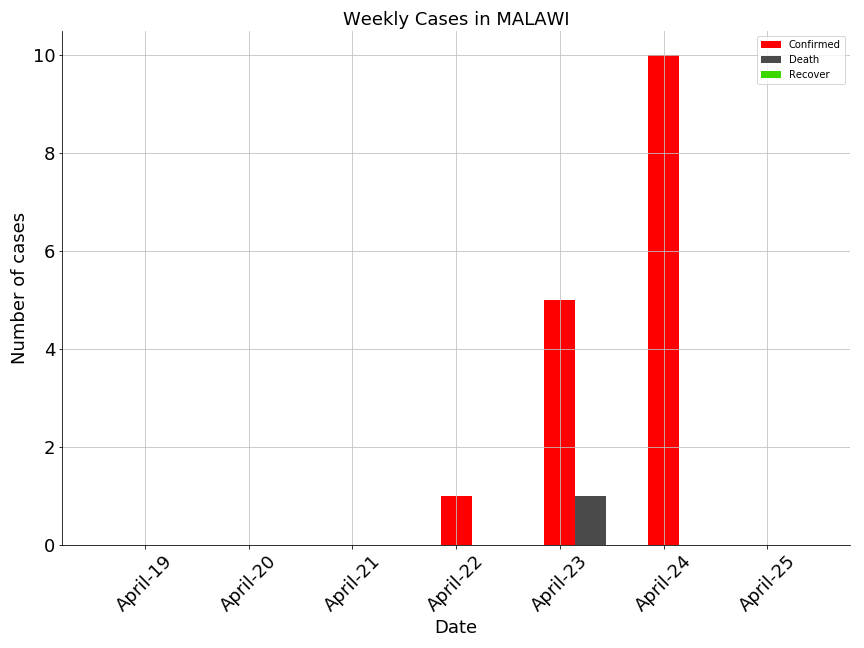 Weekly Cases in MALAWI
Confirmed
Death
Recover
Number of cases
10
8
6
4
2
0
April-19
April-20
April-21
April-22
April-23
April-24
April-25
Date